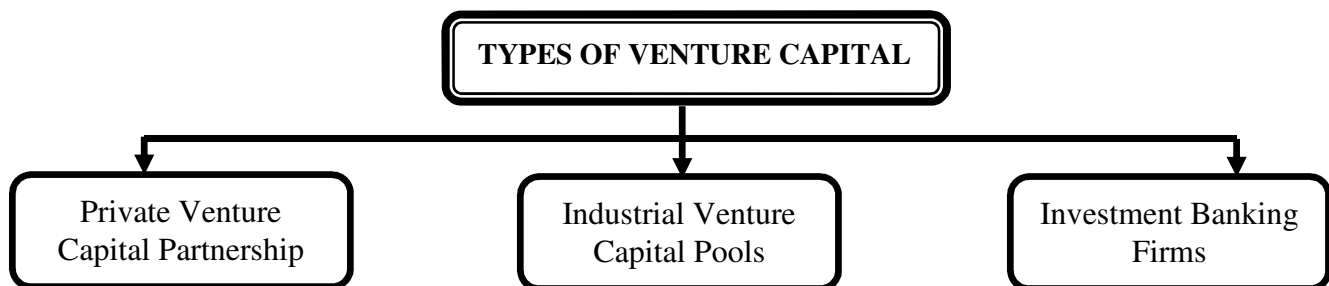 TYPES OF VENTURE CAPITAL
Private Venture
Capital Partnership
Industrial Venture
Capital Pools
Investment Banking
Firms